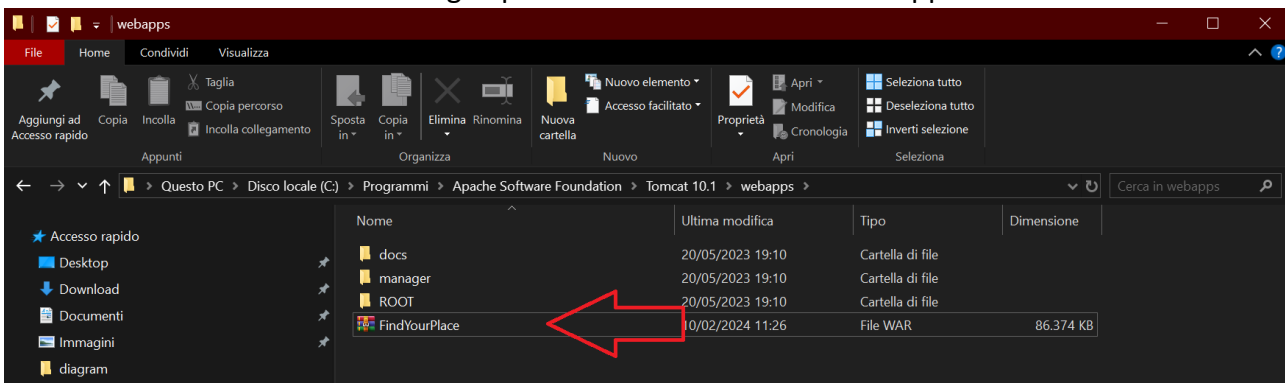 webapps
File Home Condividi Visualizza
Aggiungi ad Accesso rapido
Copia
Incolla
Taglia
Copia percorso
Incolla collegamento
Appunti
Sposta in
Copia in
Elimina
Rinomina
Organizza
Nuova cartella
Nuovo elemento
Accesso facilitato
Nuovo
Proprietà
Apri
Modifica
Cronologia
Apri
Seleziona tutto
Deseleziona tutto
Inverti selezione
Seleziona
Questo PC > Disco locale (C:) > Programmi > Apache Software Foundation > Tomcat 10.1 > webapps >
Cerca in webapps
Accesso rapido
Desktop
Download
Documenti
Immagini
diagram
Nome Ultima modifica Tipo Dimensione
docs 20/05/2023 19:10 Cartella di file
manager 20/05/2023 19:10 Cartella di file
ROOT 20/05/2023 19:10 Cartella di file
FindYourPlace 10/02/2024 11:26 File WAR 86.374 KB